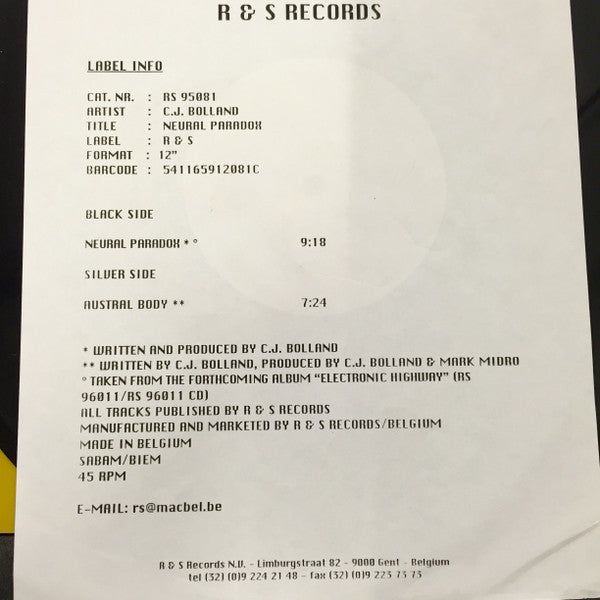 R & S RECORDS
LABEL INFO
CAT. NR. : RS 95081
ARTIST : C.J. BOLLAND
TITLE : NEURAL PARADOX
LABEL : R & S
FORMAT : 12"
BARCODE : 541165912081C
BLACK SIDE
NEURAL PARADOX * ° 9:18
SILVER SIDE
AUSTRAL BODY ** 7:24
* WRITTEN AND PRODUCED BY C.J. BOLLAND
** WRITTEN BY C.J. BOLLAND, PRODUCED BY C.J. BOLLAND & MARK MIDRO
° TAKEN FROM THE FORTHCOMING ALBUM "ELECTRONIC HIGHWAY" (RS
96011/RS 96011 CD)
ALL TRACKS PUBLISHED BY R & S RECORDS
MANUFACTURED AND MARKETED BY R & S RECORDS/BELGIUM
MADE IN BELGIUM
SABAM/BIEM
45 RPM
E-MAIL: rs@macbel.be
R & S Records N.V. - Limburgstraat 82 - 9000 Gent - Belgium
tel (32) (0)9 224 21 48 - fax (32) (0)9 223 73 73